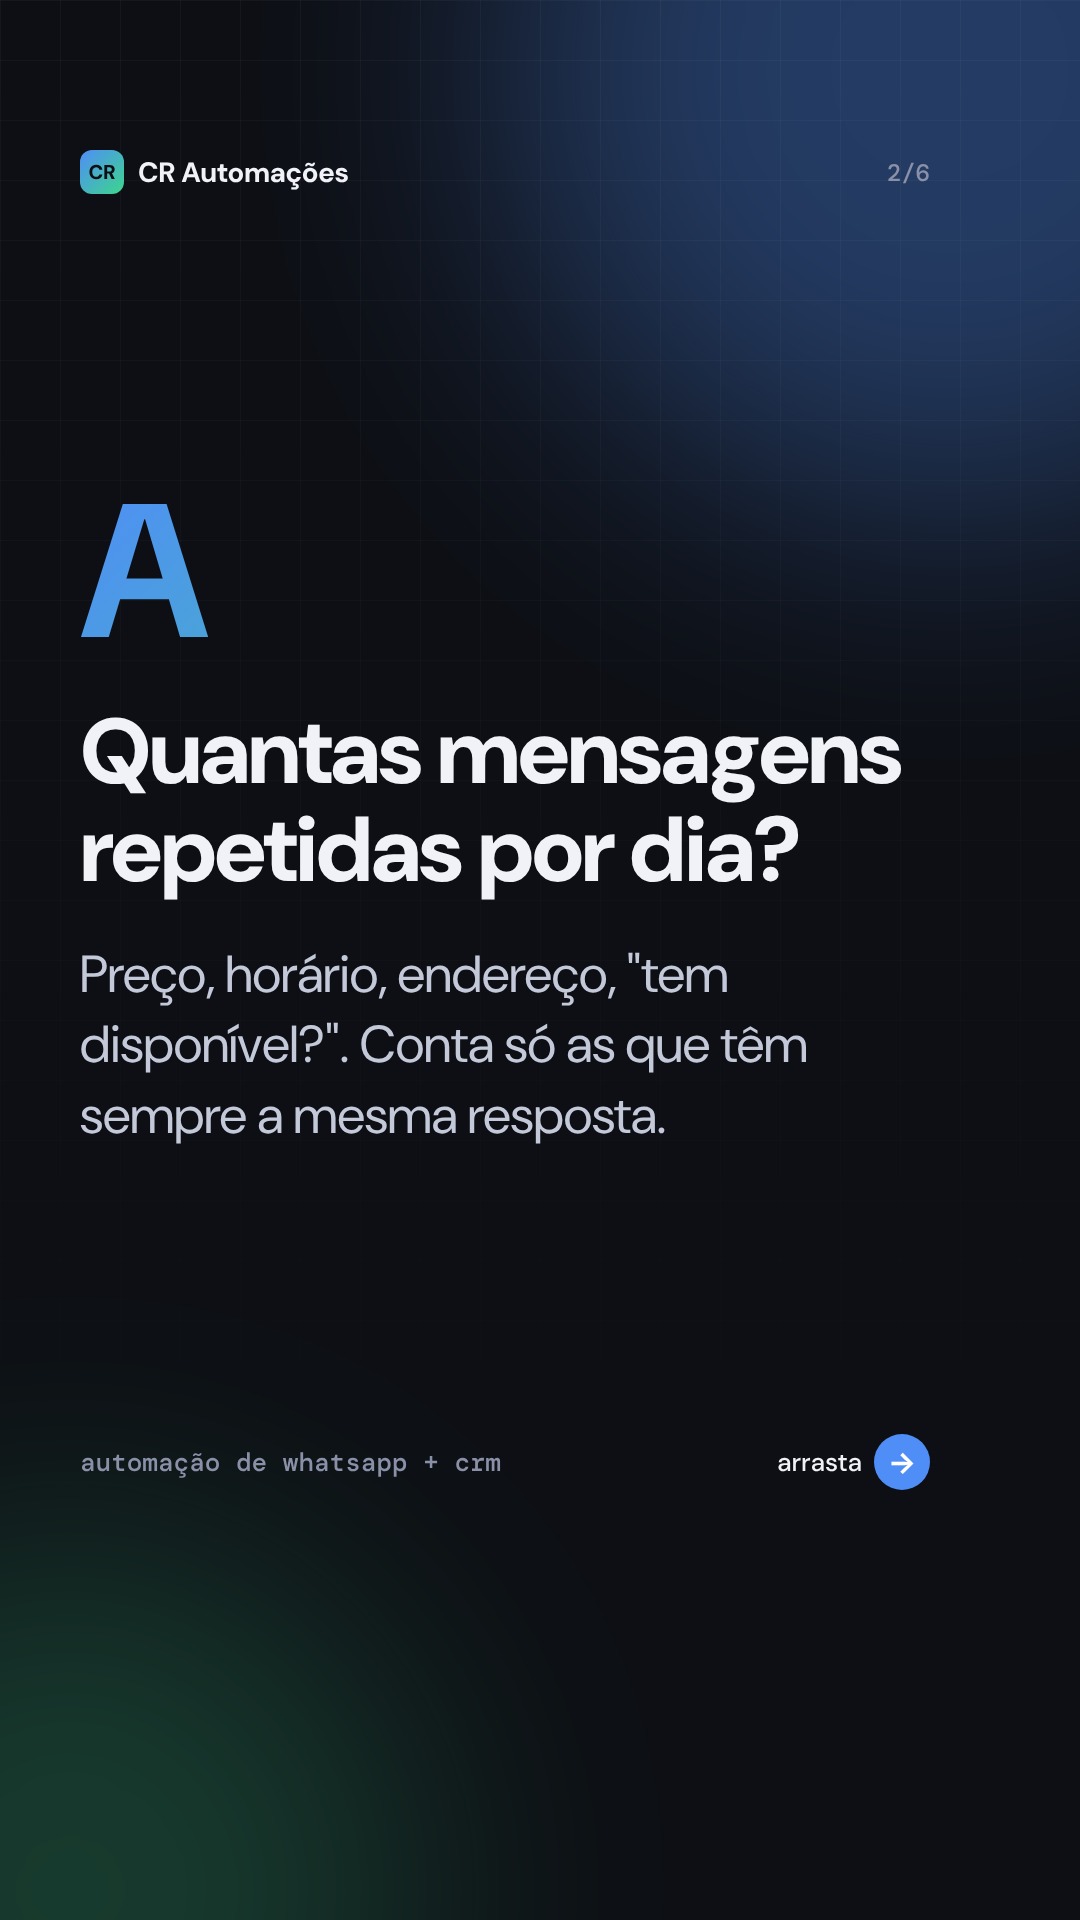 CR CR Automações
2/6
A
Quantas mensagens
repetidas por dia?
Preço, horário, endereço, "tem
disponível?". Conta só as que têm
sempre a mesma resposta.
automação de whatsapp + crm
arrasta →